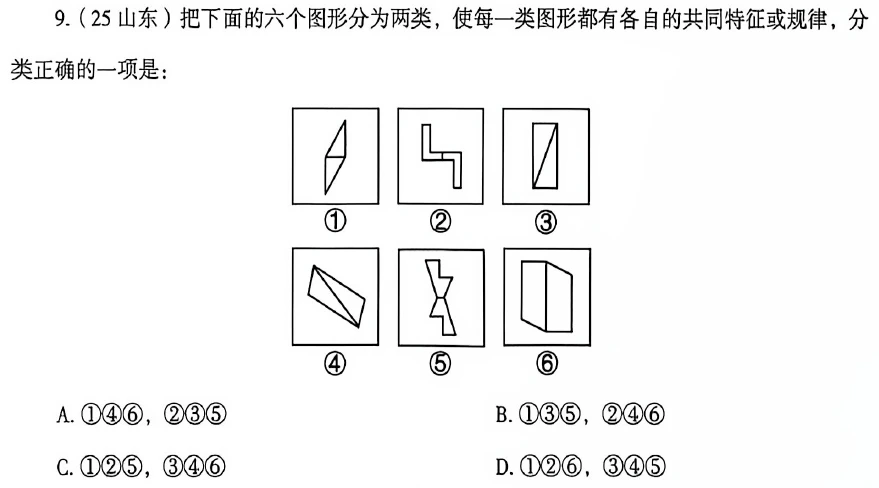 9.（25 山东）把下面的六个图形分为两类，使每一类图形都有各自的共同特征或规律，分
类正确的一项是：
① ② ③
④ ⑤ ⑥
A. ①④⑥，②③⑤ B. ①③⑤，②④⑥
C. ①②⑤，③④⑥ D. ①②⑥，③④⑤